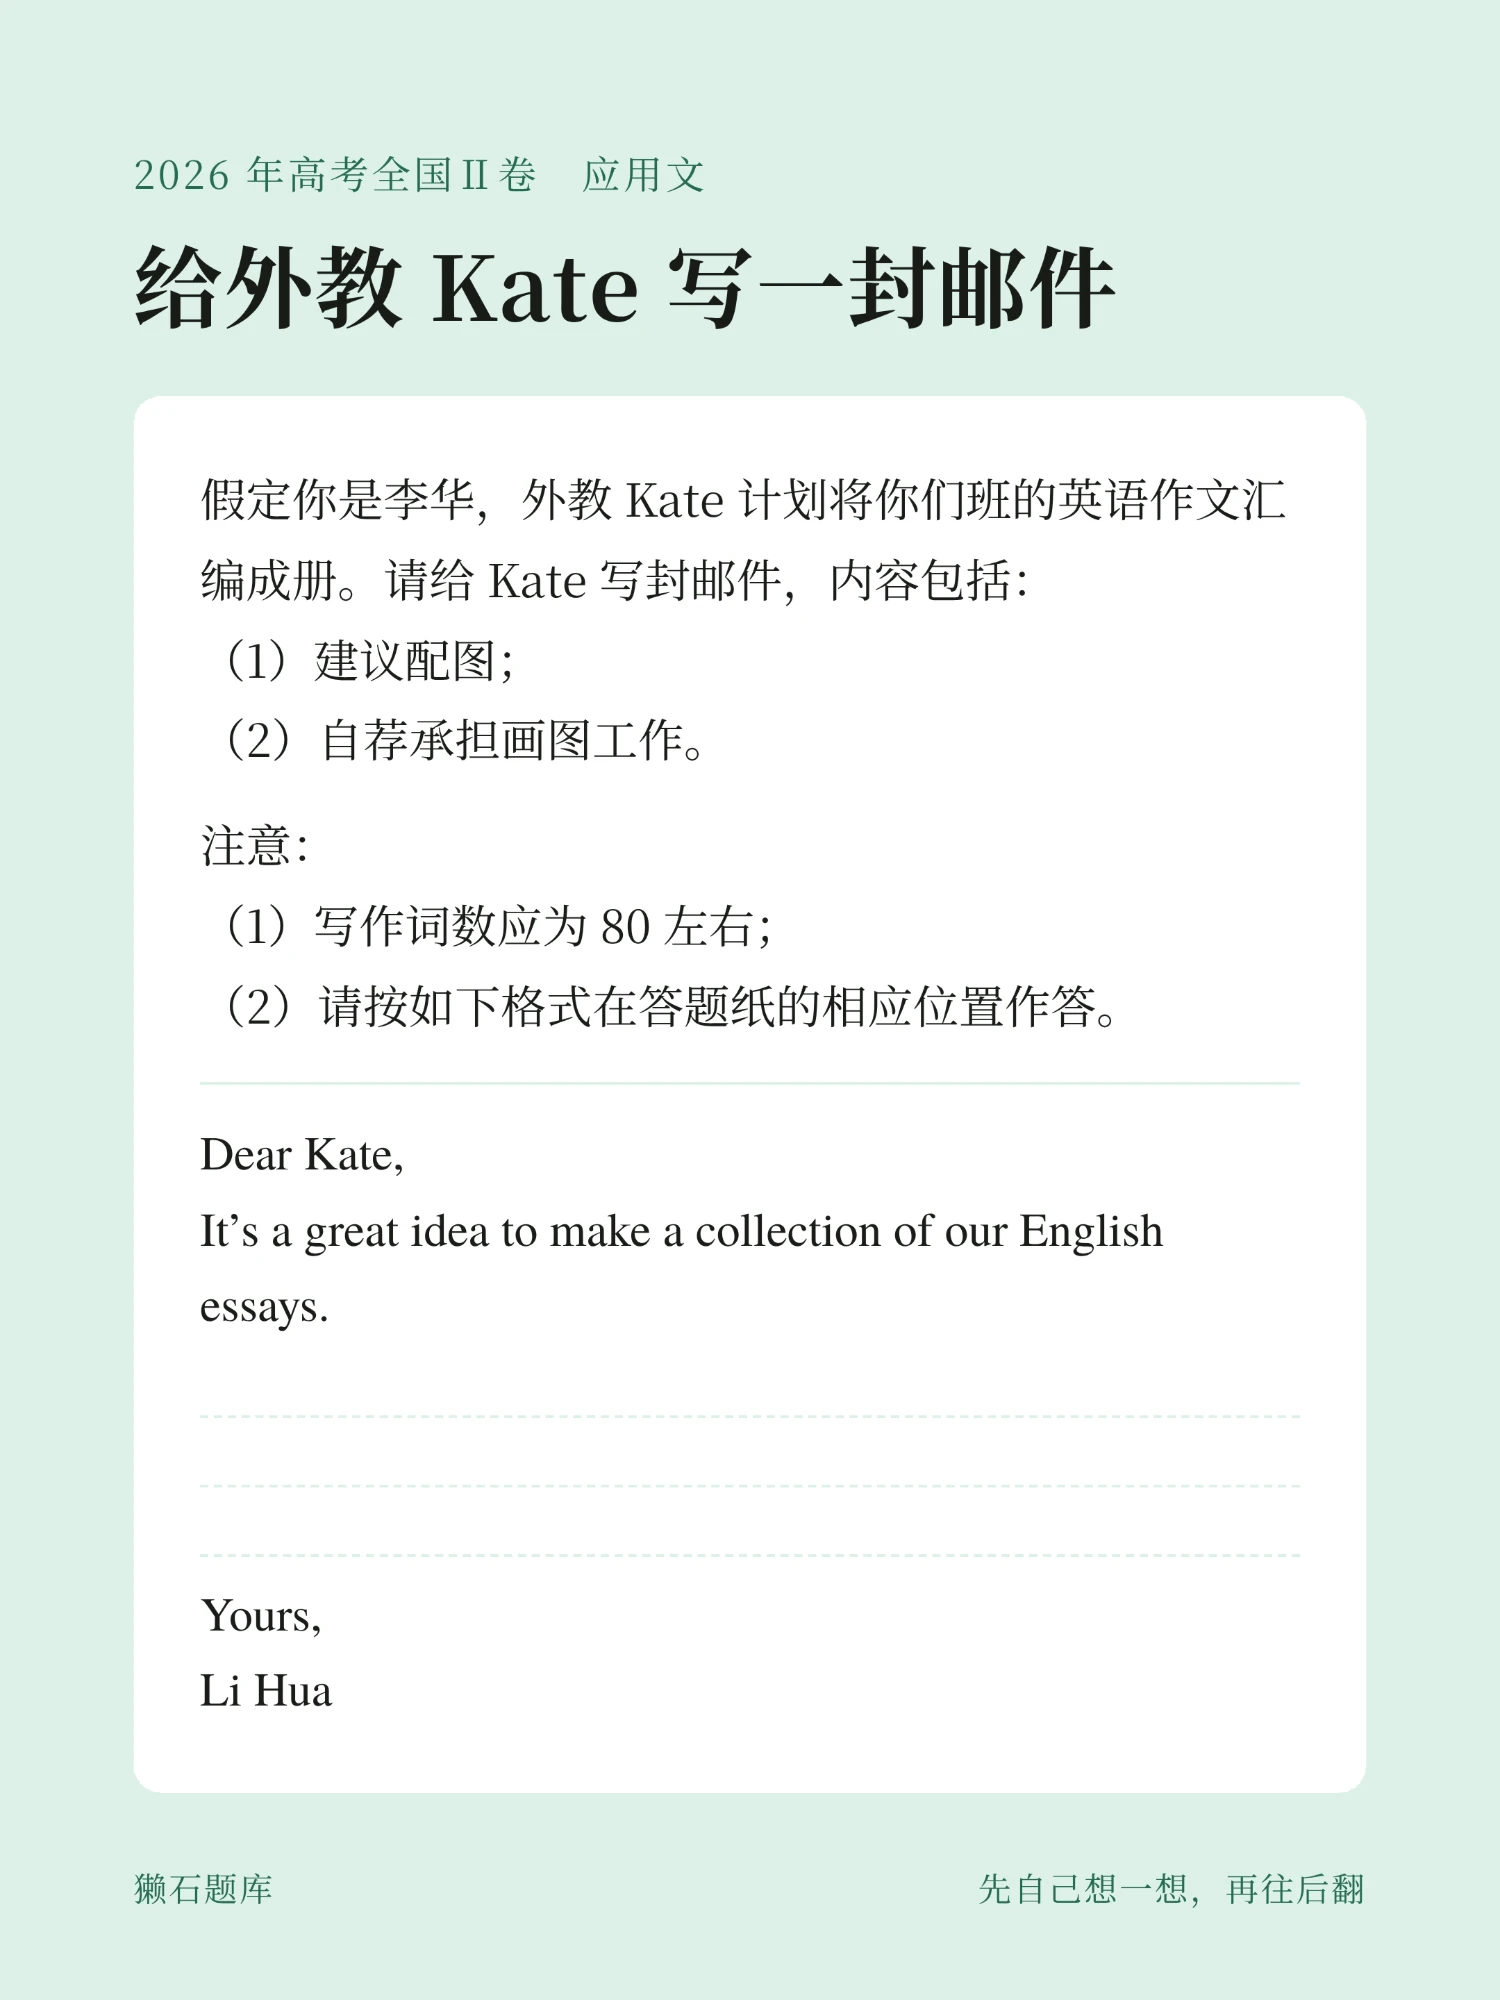 2026 年高考全国Ⅱ卷　应用文
给外教 Kate 写一封邮件
假定你是李华，外教 Kate 计划将你们班的英语作文汇
编成册。请给 Kate 写封邮件，内容包括：
（1）建议配图；
（2）自荐承担画图工作。
注意：
（1）写作词数应为 80 左右；
（2）请按如下格式在答题纸的相应位置作答。
Dear Kate,
It’s a great idea to make a collection of our English
essays.
Yours,
Li Hua
獭石题库
先自己想一想，再往后翻